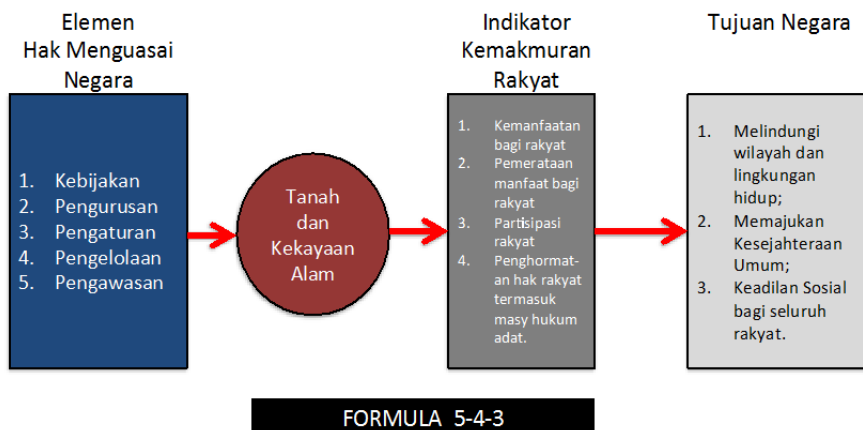 Elemen
Hak Menguasai
Negara
1. Kebijakan
2. Pengurusan
3. Pengaturan
4. Pengelolaan
5. Pengawasan
Tanah
dan
Kekayaan
Alam
Indikator
Kemakmuran
Rakyat
1. Kemanfaatan
bagi rakyat
2. Pemerataan
manfaat bagi
rakyat
3. Partisipasi
rakyat
4. Penghormat-
an hak rakyat
termasuk
masy hukum
adat.
Tujuan Negara
1. Melindungi
wilayah dan
lingkungan
hidup;
2. Memajukan
Kesejahteraan
Umum;
3. Keadilan Sosial
bagi seluruh
rakyat.
FORMULA 5-4-3